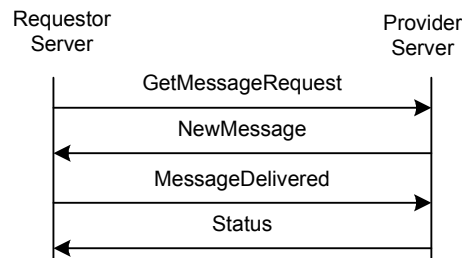 Requestor
Server
Provider
Server
GetMessageRequest
NewMessage
MessageDelivered
Status